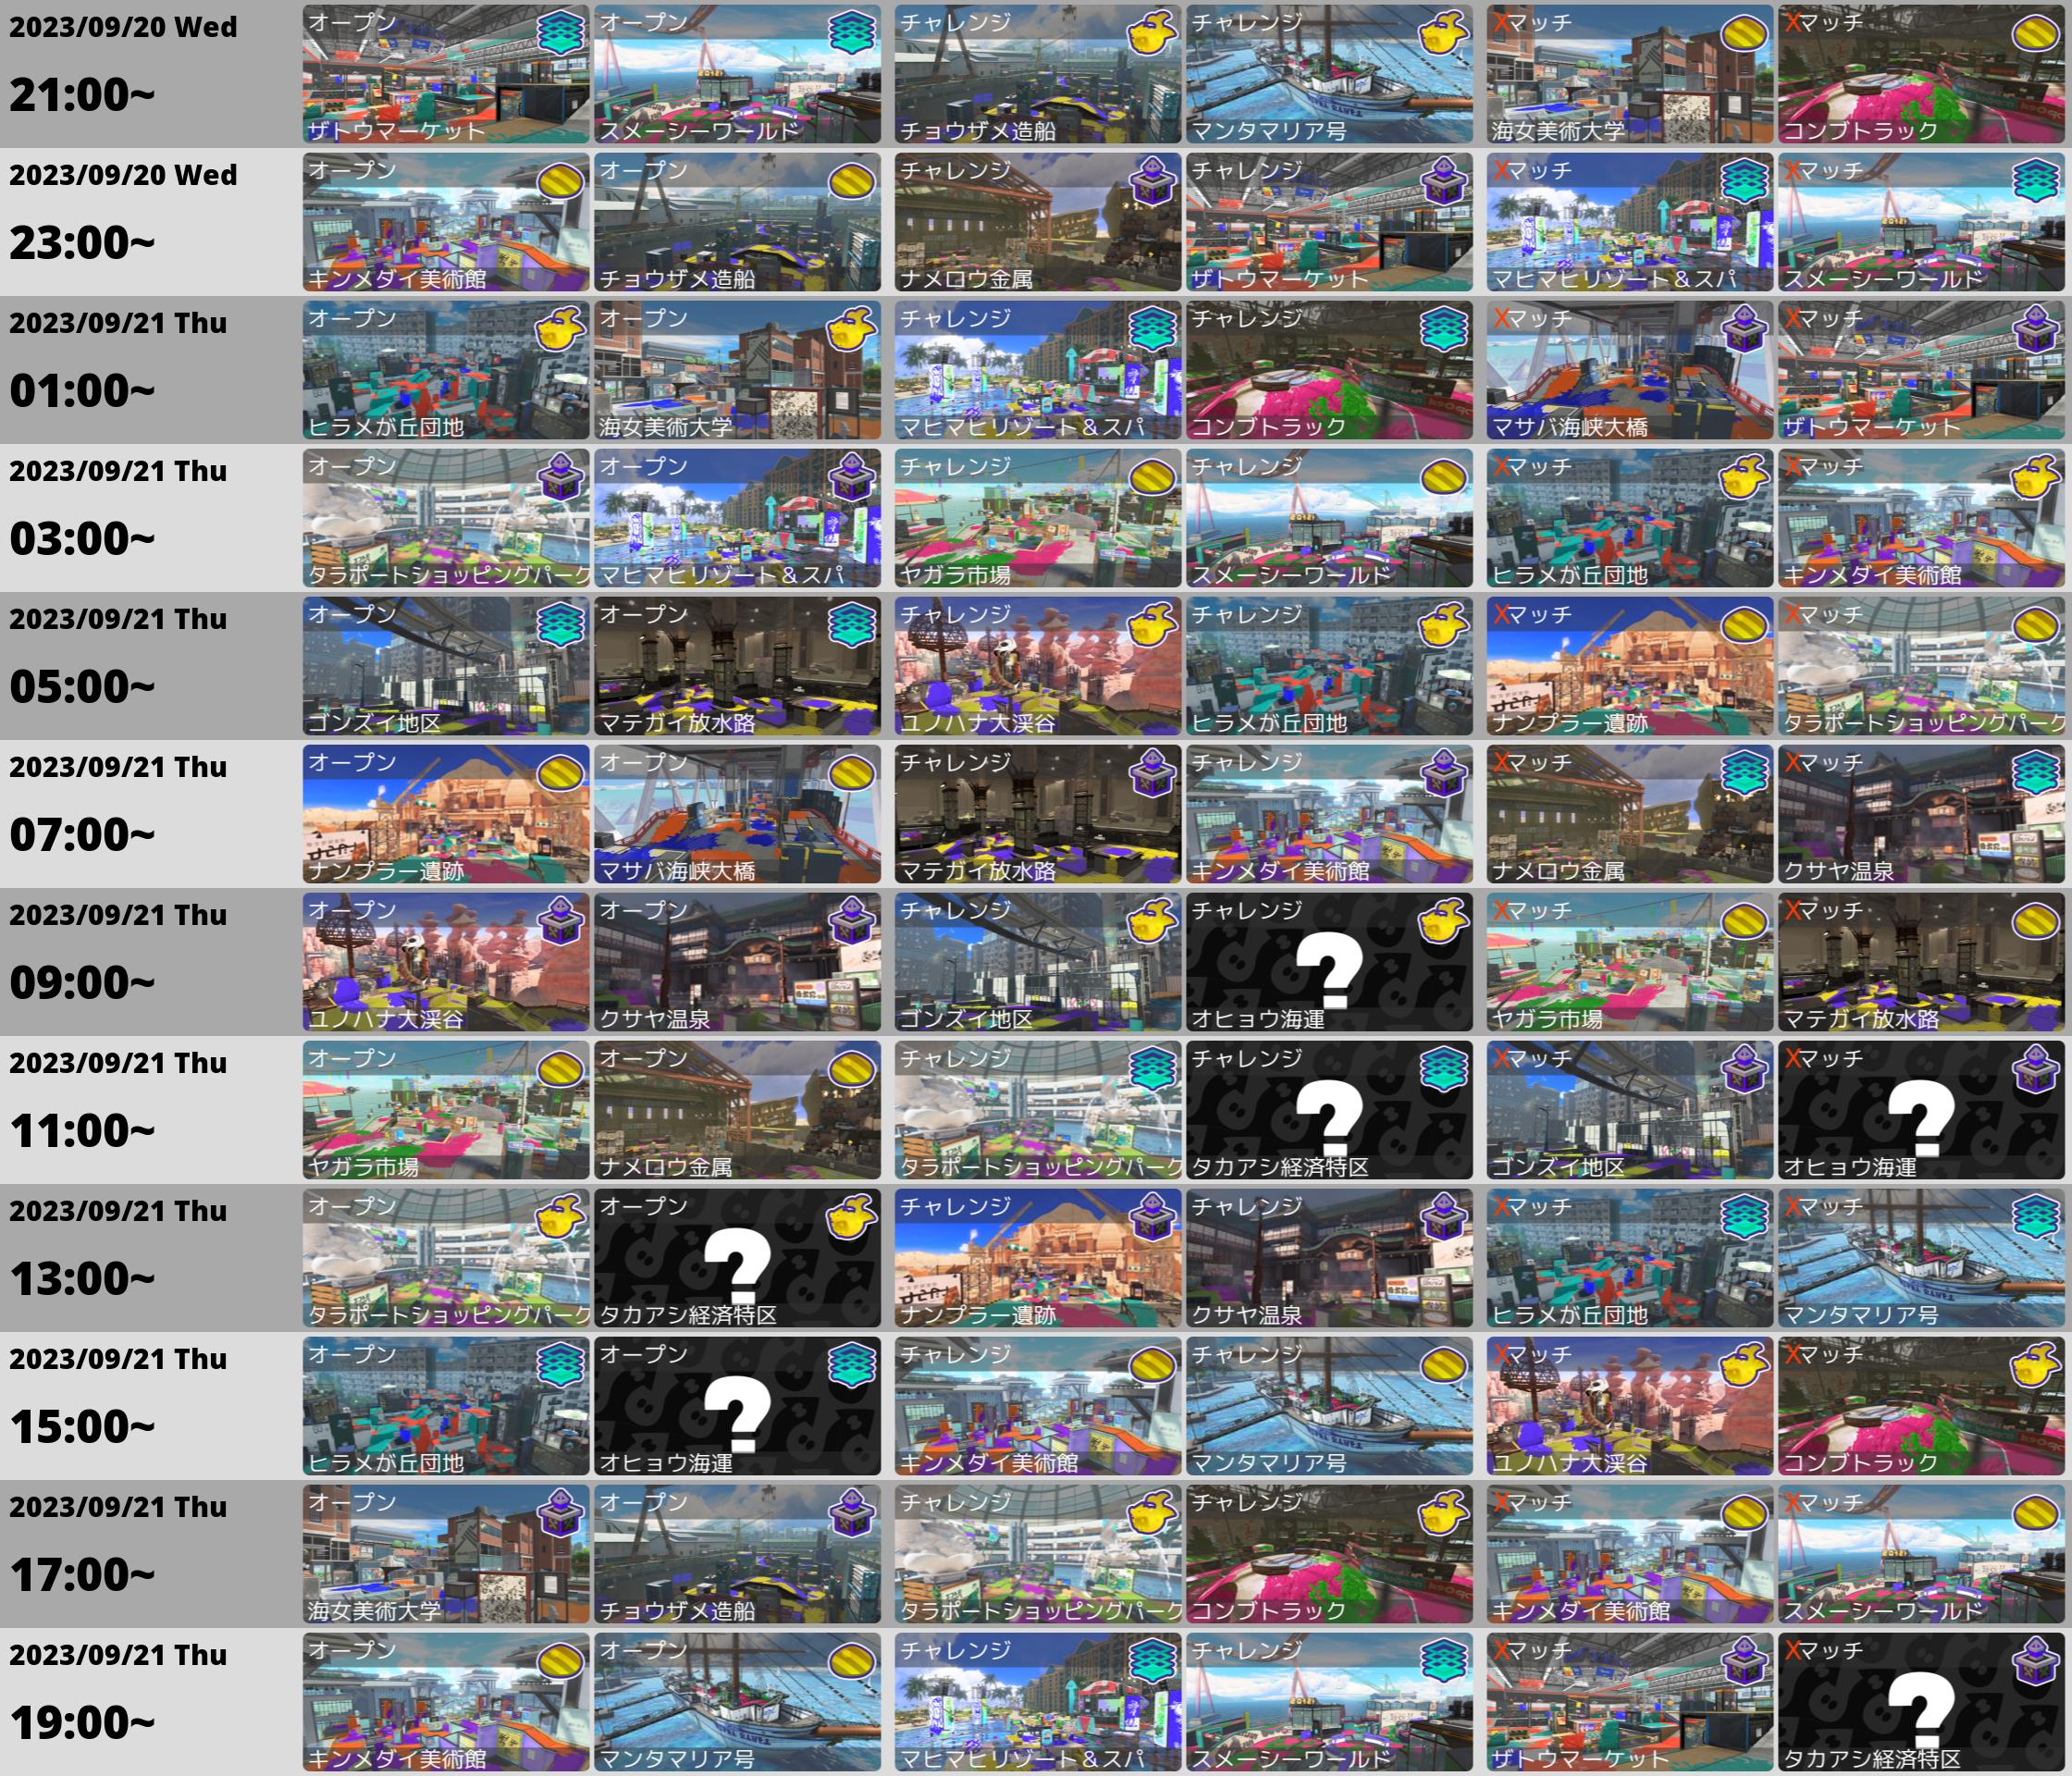 2023/09/20 Wed
21:00~
オープン
ザトウマーケット
オープン
スメーシーワールド
チャレンジ
チョウザメ造船
チャレンジ
マンタマリア号
Xマッチ
海女美術大学
Xマッチ
コンブトラック
2023/09/20 Wed
23:00~
オープン
キンメダイ美術館
オープン
チョウザメ造船
チャレンジ
ナメロウ金属
チャレンジ
ザトウマーケット
Xマッチ
マヒマヒリゾート&スパ
Xマッチ
スメーシーワールド
2023/09/21 Thu
01:00~
オープン
ヒラメが丘団地
オープン
海女美術大学
チャレンジ
マヒマヒリゾート&スパ
チャレンジ
コンブトラック
Xマッチ
マサバ海峡大橋
Xマッチ
ザトウマーケット
2023/09/21 Thu
03:00~
オープン
タラポートショッピングパーク
オープン
マヒマヒリゾート&スパ
チャレンジ
ヤガラ市場
チャレンジ
スメーシーワールド
Xマッチ
ヒラメが丘団地
Xマッチ
キンメダイ美術館
2023/09/21 Thu
05:00~
オープン
ゴンズイ地区
オープン
マテガイ放水路
チャレンジ
ユノハナ大渓谷
チャレンジ
ヒラメが丘団地
Xマッチ
ナンプラー遺跡
Xマッチ
タラポートショッピングパーク
2023/09/21 Thu
07:00~
オープン
ナンプラー遺跡
オープン
マサバ海峡大橋
チャレンジ
マテガイ放水路
チャレンジ
キンメダイ美術館
Xマッチ
ナメロウ金属
Xマッチ
クサヤ温泉
2023/09/21 Thu
09:00~
オープン
ユノハナ大渓谷
オープン
クサヤ温泉
チャレンジ
ゴンズイ地区
チャレンジ
?
オヒョウ海運
Xマッチ
ヤガラ市場
Xマッチ
マテガイ放水路
2023/09/21 Thu
11:00~
オープン
ヤガラ市場
オープン
ナメロウ金属
チャレンジ
タラポートショッピングパーク
チャレンジ
?
タカアシ経済特区
Xマッチ
ゴンズイ地区
Xマッチ
?
オヒョウ海運
2023/09/21 Thu
13:00~
オープン
タラポートショッピングパーク
オープン
?
タカアシ経済特区
チャレンジ
ナンプラー遺跡
チャレンジ
クサヤ温泉
Xマッチ
ヒラメが丘団地
Xマッチ
マンタマリア号
2023/09/21 Thu
15:00~
オープン
ヒラメが丘団地
オープン
?
オヒョウ海運
チャレンジ
キンメダイ美術館
チャレンジ
マンタマリア号
Xマッチ
ユノハナ大渓谷
Xマッチ
コンブトラック
2023/09/21 Thu
17:00~
オープン
海女美術大学
オープン
チョウザメ造船
チャレンジ
タラポートショッピングパーク
チャレンジ
コンブトラック
Xマッチ
キンメダイ美術館
Xマッチ
スメーシーワールド
2023/09/21 Thu
19:00~
オープン
キンメダイ美術館
オープン
マンタマリア号
チャレンジ
マヒマヒリゾート&スパ
チャレンジ
スメーシーワールド
Xマッチ
ザトウマーケット
Xマッチ
?
タカアシ経済特区